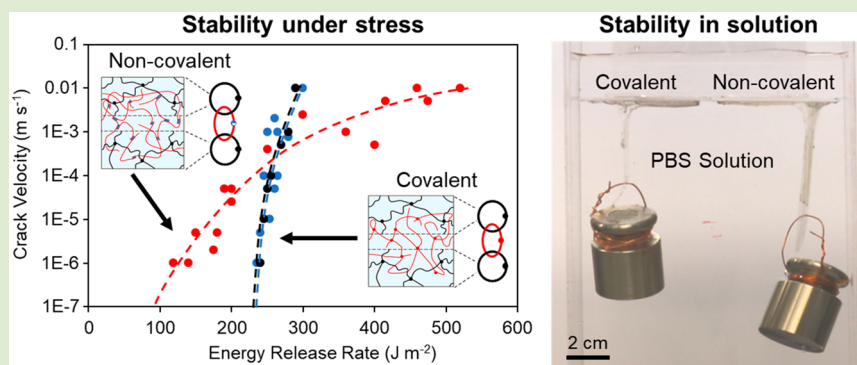 Stability under stress
Stability in solution
0.1
0.01
1E-3
1E-4
1E-5
1E-6
1E-7
Crack Velocity (m s⁻¹)
Non-covalent
Covalent
0
100
200
300
400
500
600
Energy Release Rate (J m⁻²)
Covalent
Non-covalent
PBS Solution
2 cm